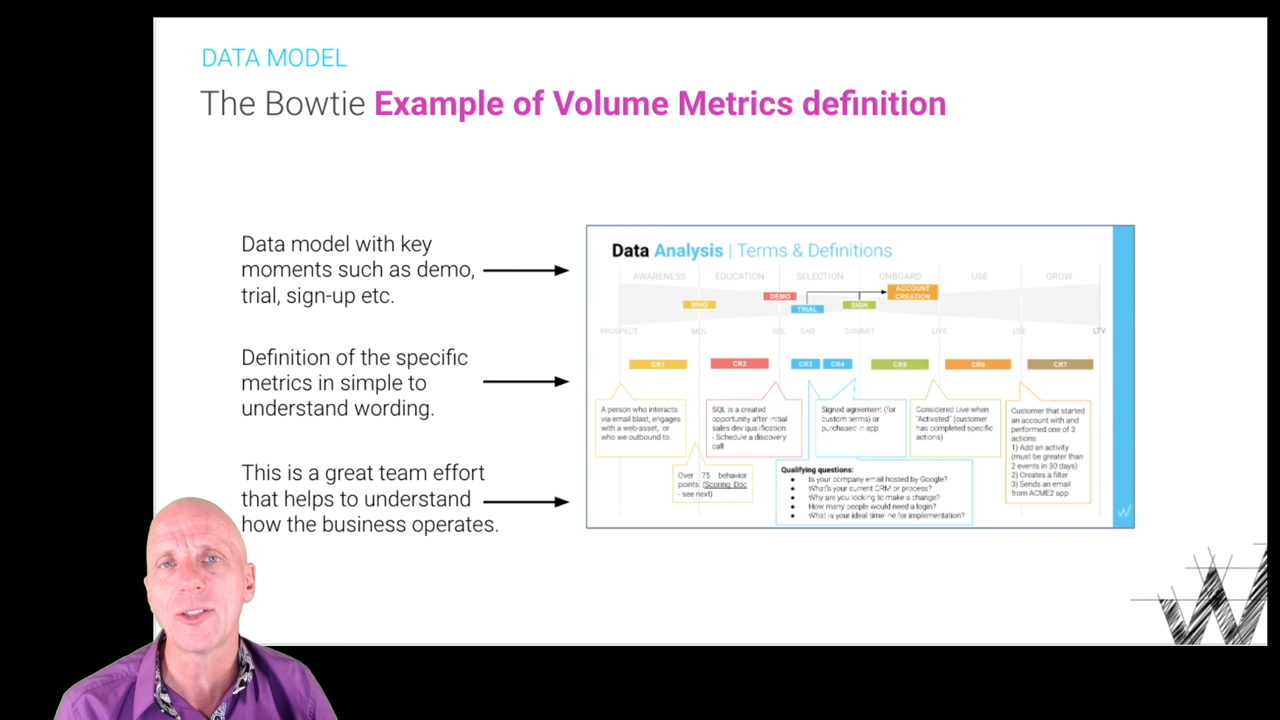 DATA MODEL
The Bowtie Example of Volume Metrics definition
Data model with key
moments such as demo,
trial, sign-up etc.
Definition of the specific
metrics in simple to
understand wording.
This is a great team effort
that helps to understand
how the business operates.
Data Analysis | Terms & Definitions
AWARENESS EDUCATION SELECTION ONBOARD USE GROW
WHO DEMO TRIAL SIGN ACCOUNT
CREATION
PROSPECT MQL SQL SAO COMMIT LIVE USE LTV
CR1 CR2 CR3 CR4 CR5 CR6 CR7
A person who interacts
via email blast, engages
with a web-asset, or
who we outbound to.
Over 75 behavior
points (Scoring Doc
- see next)
SQL is a created
opportunity after initial
sales dev qualification.
- Schedule a discovery
call
Signed agreement (for
custom terms) or
purchased in app
Qualifying questions:
● Is your company email hosted by Google?
● What's your current CRM or process?
● Why are you looking to make a change?
● How many people would need a login?
● What is your ideal timeline for implementation?
Considered Live when
"Activated" (customer
has completed specific
actions)
Customer that started
an account with and
performed one of 3
actions:
1) Add an activity
(must be greater than
2 events in 30 days)
2) Creates a filter
3) Sends an email
from ACME2 app